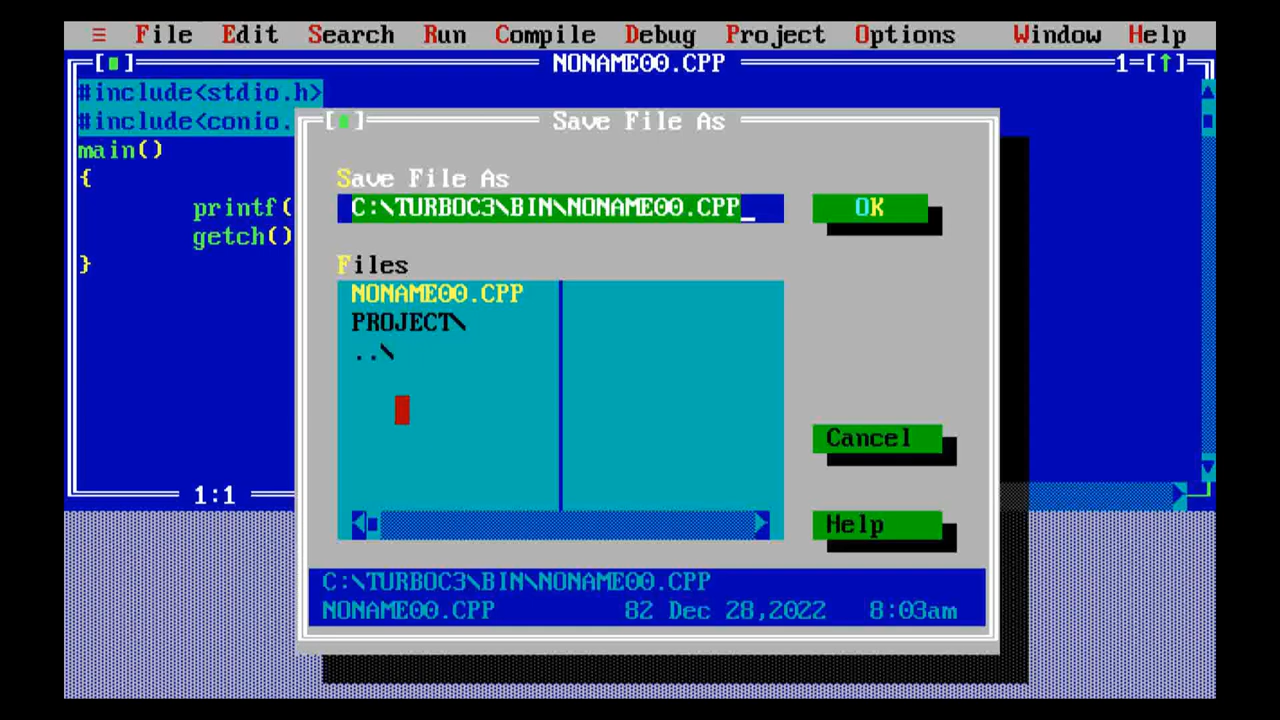 ≡ File Edit Search Run Compile Debug Project Options Window Help
[■] NONAME00.CPP 1=[↑]
#include<stdio.h>
#include<conio.
main()
{
printf(
getch()
}
1:1
[■] Save File As
Save File As
C:\TURBOC3\BIN\NONAME00.CPP_
OK
Files
NONAME00.CPP
PROJECT\
..\
Cancel
Help
C:\TURBOC3\BIN\NONAME00.CPP
NONAME00.CPP 82 Dec 28,2022 8:03am